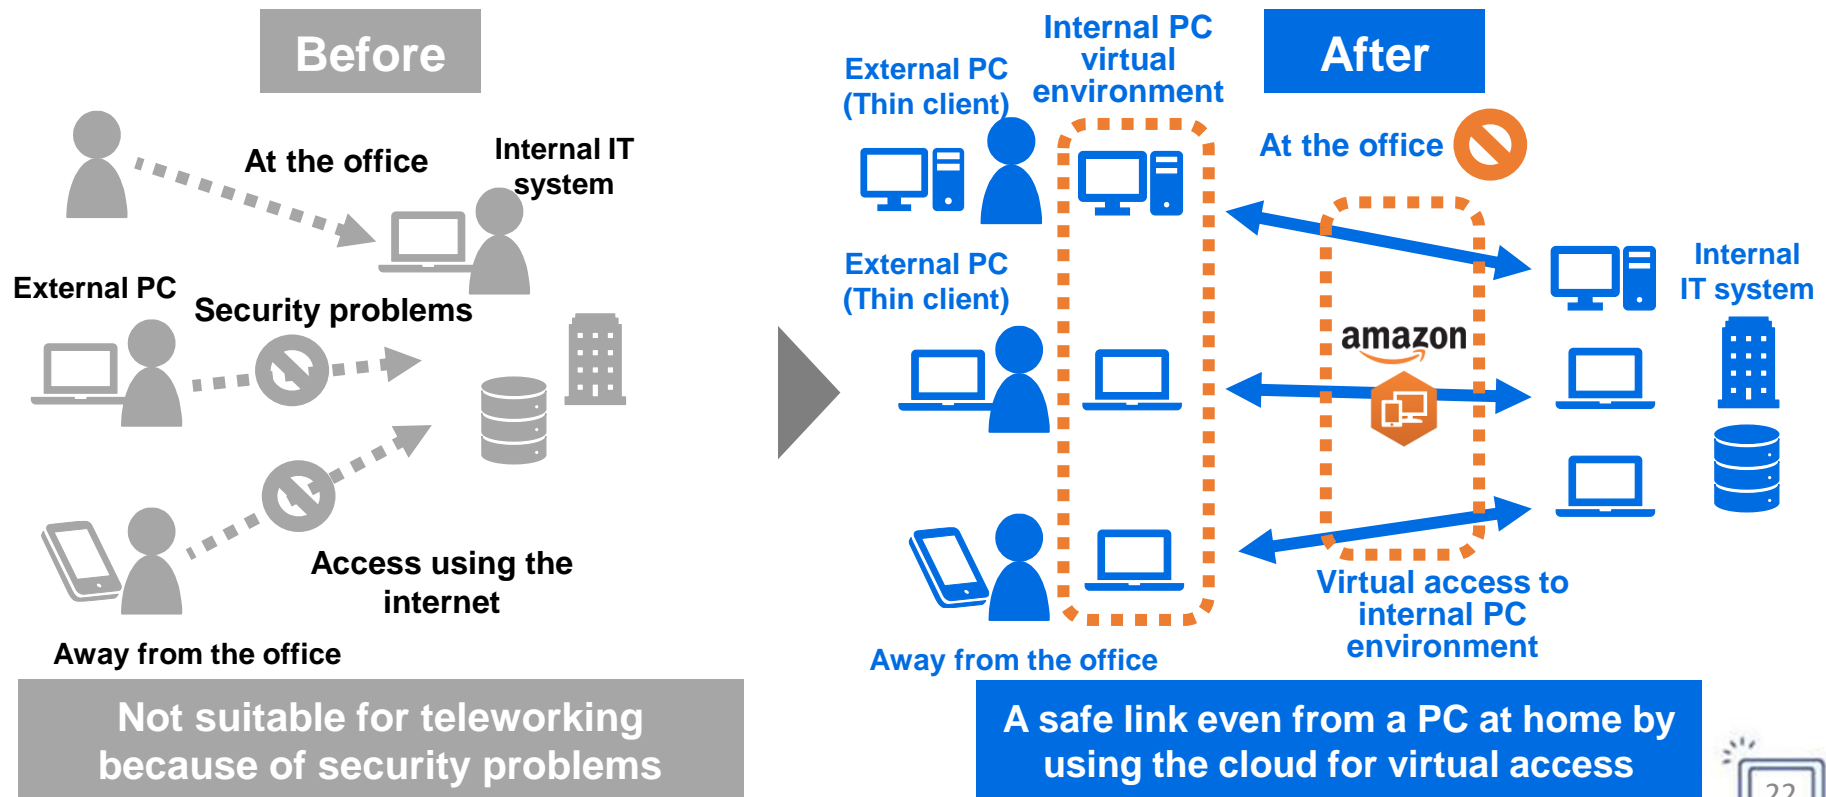 Before
At the office
Internal IT
system
External PC
Security problems
Access using the
internet
Away from the office
Not suitable for teleworking
because of security problems
After
External PC
(Thin client)
Internal PC
virtual
environment
At the office
External PC
(Thin client)
Internal
IT system
amazon
Virtual access to
internal PC
environment
Away from the office
A safe link even from a PC at home by
using the cloud for virtual access
22